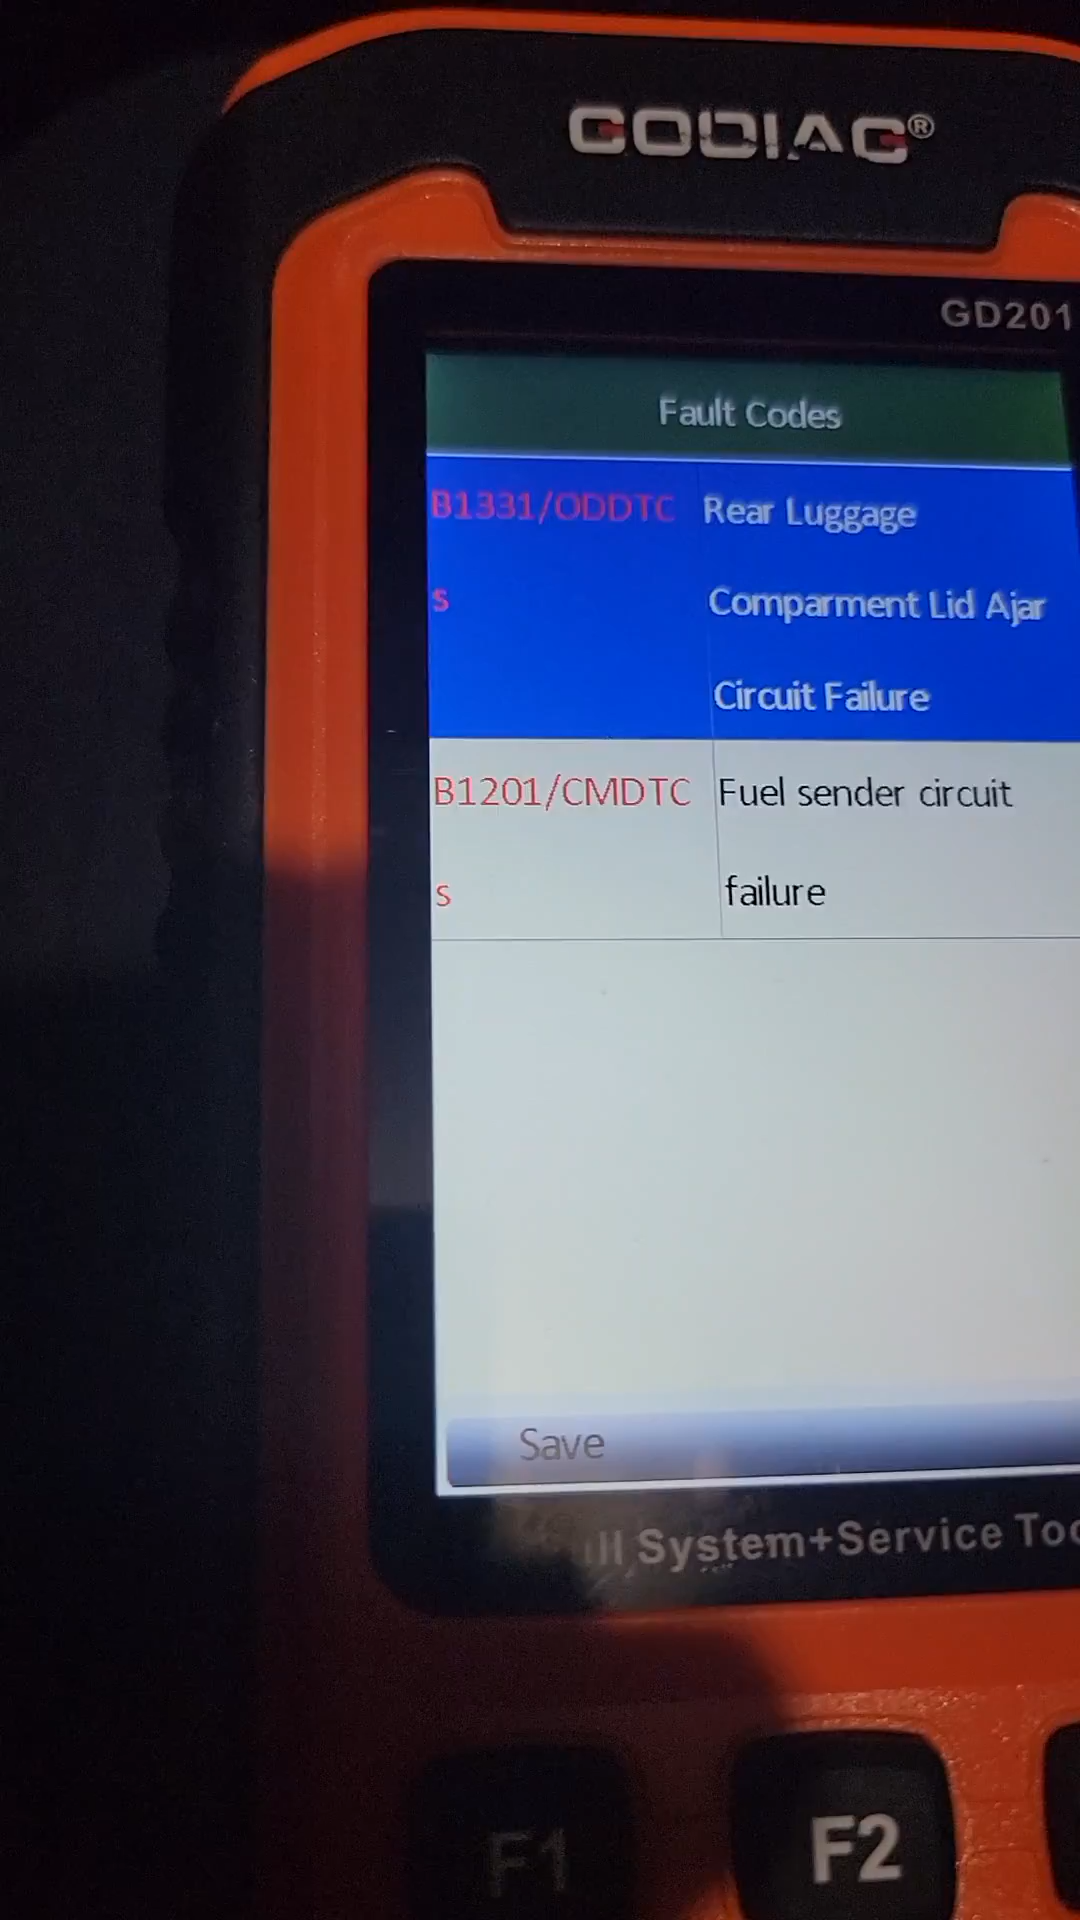 GODIAG®
GD201
Fault Codes
B1331/ODDTC Rear Luggage
s Comparment Lid Ajar
Circuit Failure
B1201/CMDTC Fuel sender circuit
s failure
Save
System+Service
F1 F2